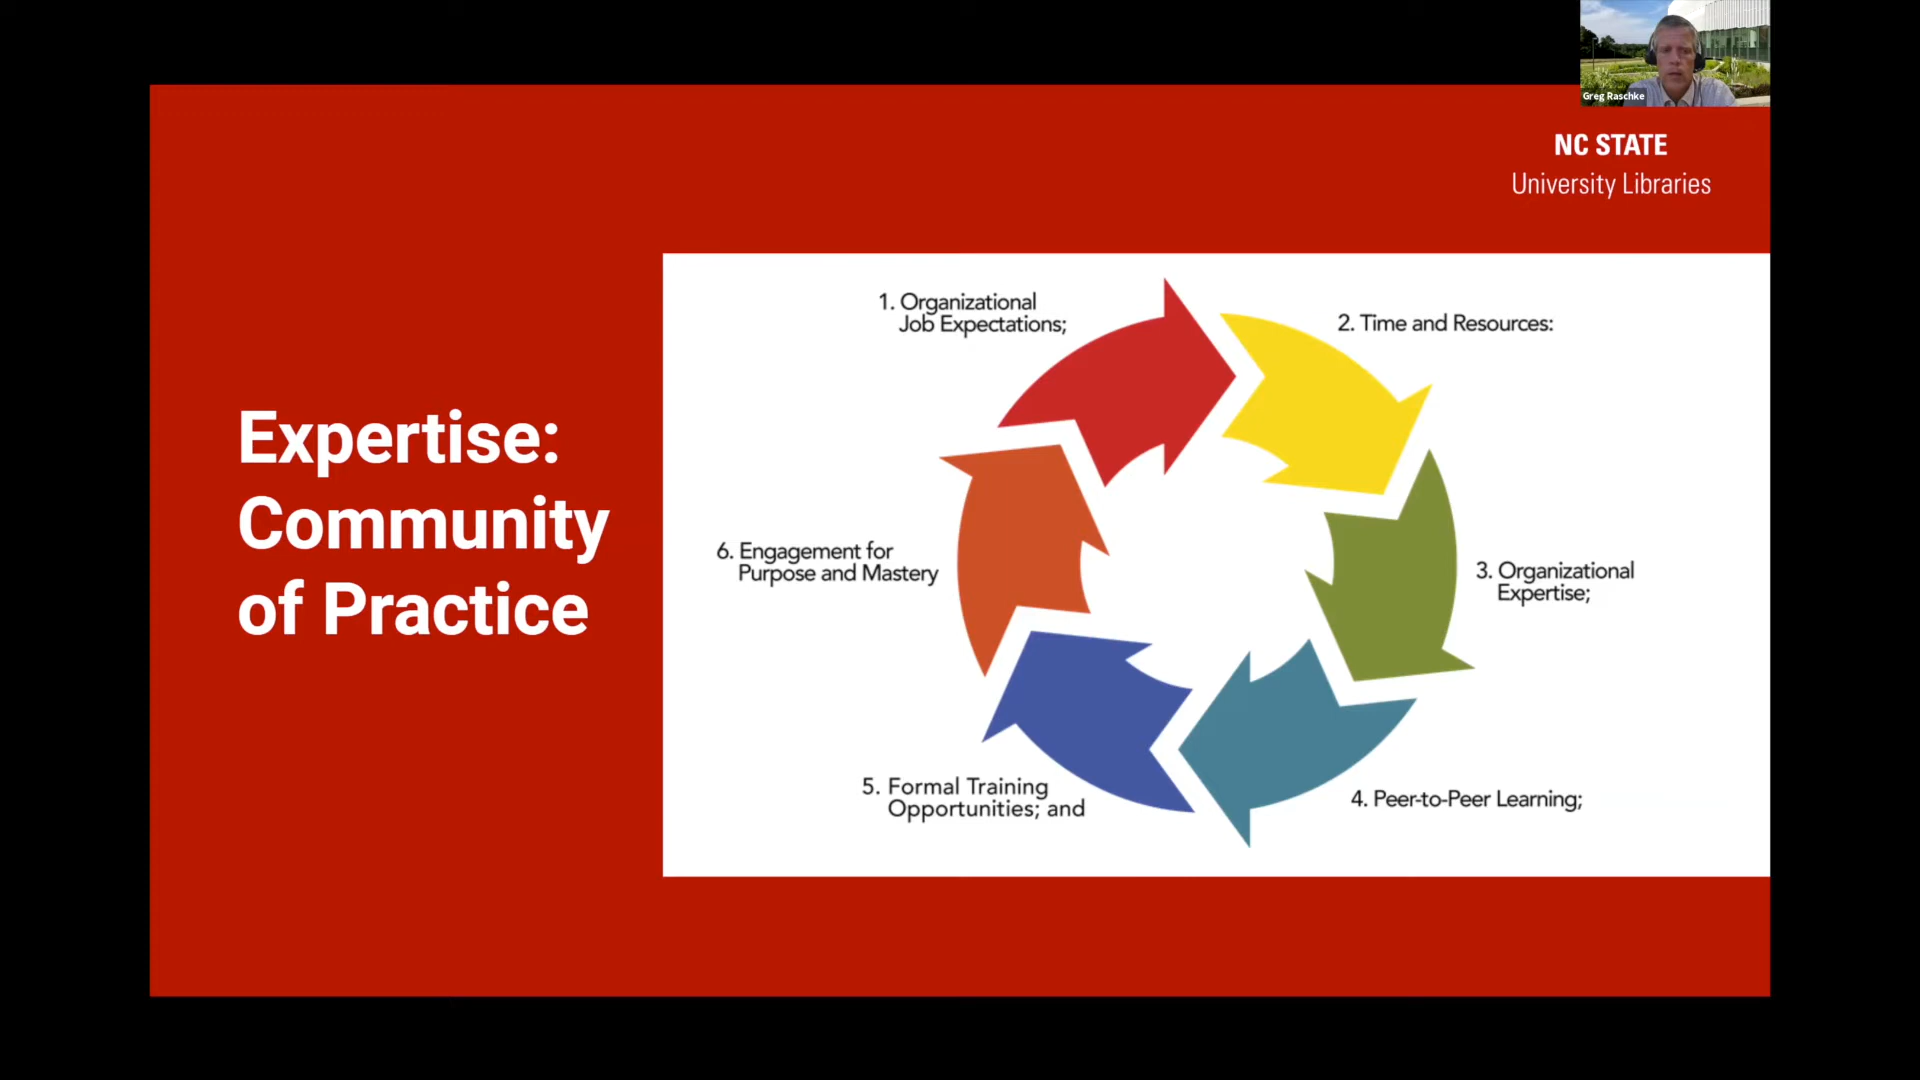 Greg Raschke
NC STATE
University Libraries
Expertise:
Community
of Practice
1. Organizational
Job Expectations;
2. Time and Resources:
3. Organizational
Expertise;
4. Peer-to-Peer Learning;
5. Formal Training
Opportunities; and
6. Engagement for
Purpose and Mastery